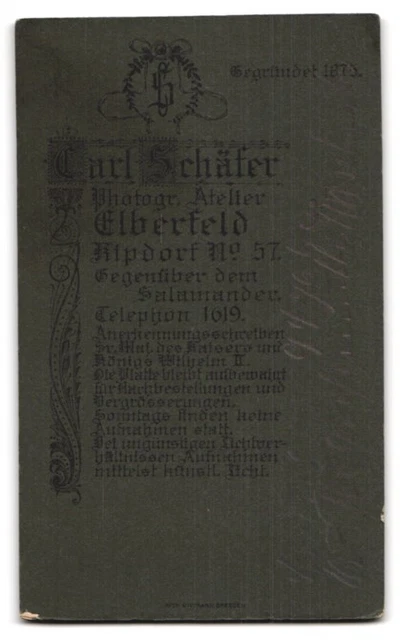 Gegründet 1875.
Carl Schäfer
Photogr. Atelier
Elberfeld
Kipdorf No. 57.
Gegenüber dem
Salamander.
Telephon 1619.
Anerkennungsschreiben
Sr. Maj. des Kaisers und
Königs Wilhelm II.
Die Platte bleibt aufbewahrt
für Nachbestellungen und
Vergrösserungen.
Sonntags finden keine
Aufnahmen statt.
Bei ungünstigen Lichtver-
hältnissen Aufnahmen
mittelst künstl. Licht.